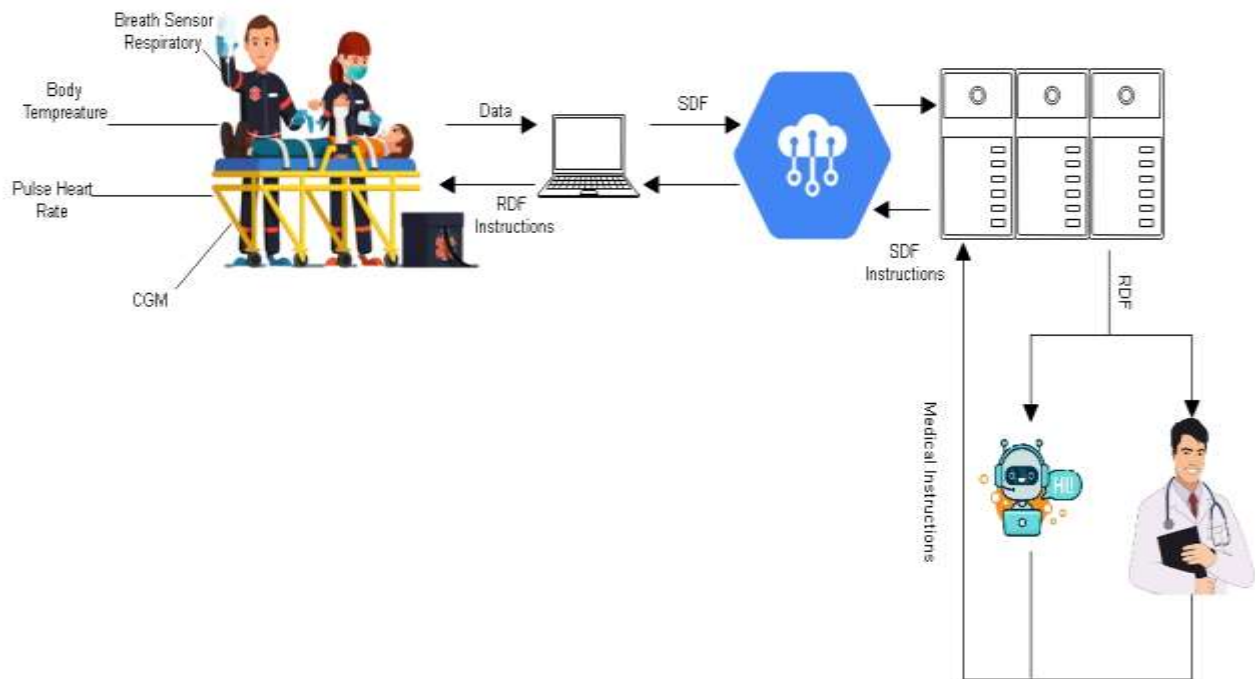 Breath Sensor
Respiratory
Body
Tempreature
Pulse Heart
Rate
CGM
Data
RDF
Instructions
SDF
SDF
Instructions
RDF
Medical Instructions
HI!